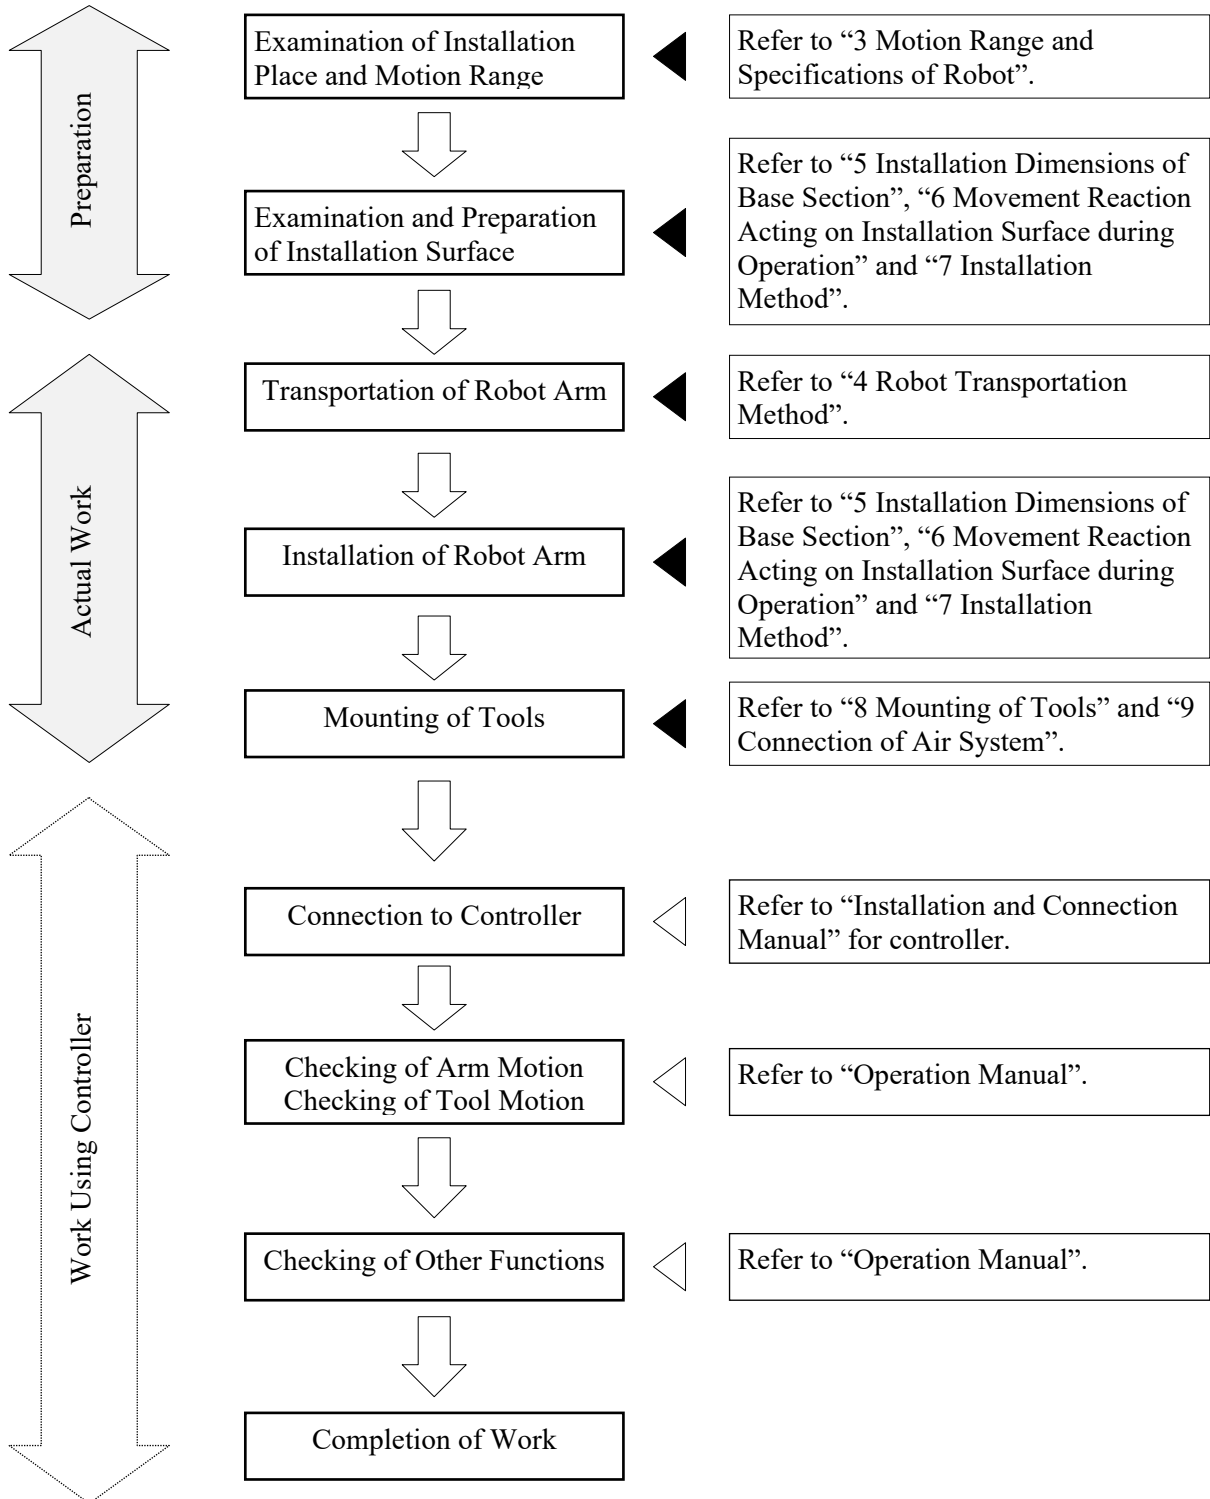 Preparation
Examination of Installation
Place and Motion Range
Refer to “3 Motion Range and
Specifications of Robot”.
Examination and Preparation
of Installation Surface
Refer to “5 Installation Dimensions of
Base Section”, “6 Movement Reaction
Acting on Installation Surface during
Operation” and “7 Installation
Method”.
Actual Work
Transportation of Robot Arm
Refer to “4 Robot Transportation
Method”.
Installation of Robot Arm
Refer to “5 Installation Dimensions of
Base Section”, “6 Movement Reaction
Acting on Installation Surface during
Operation” and “7 Installation
Method”.
Mounting of Tools
Refer to “8 Mounting of Tools” and “9
Connection of Air System”.
Work Using Controller
Connection to Controller
Refer to “Installation and Connection
Manual” for controller.
Checking of Arm Motion
Checking of Tool Motion
Refer to “Operation Manual”.
Checking of Other Functions
Refer to “Operation Manual”.
Completion of Work